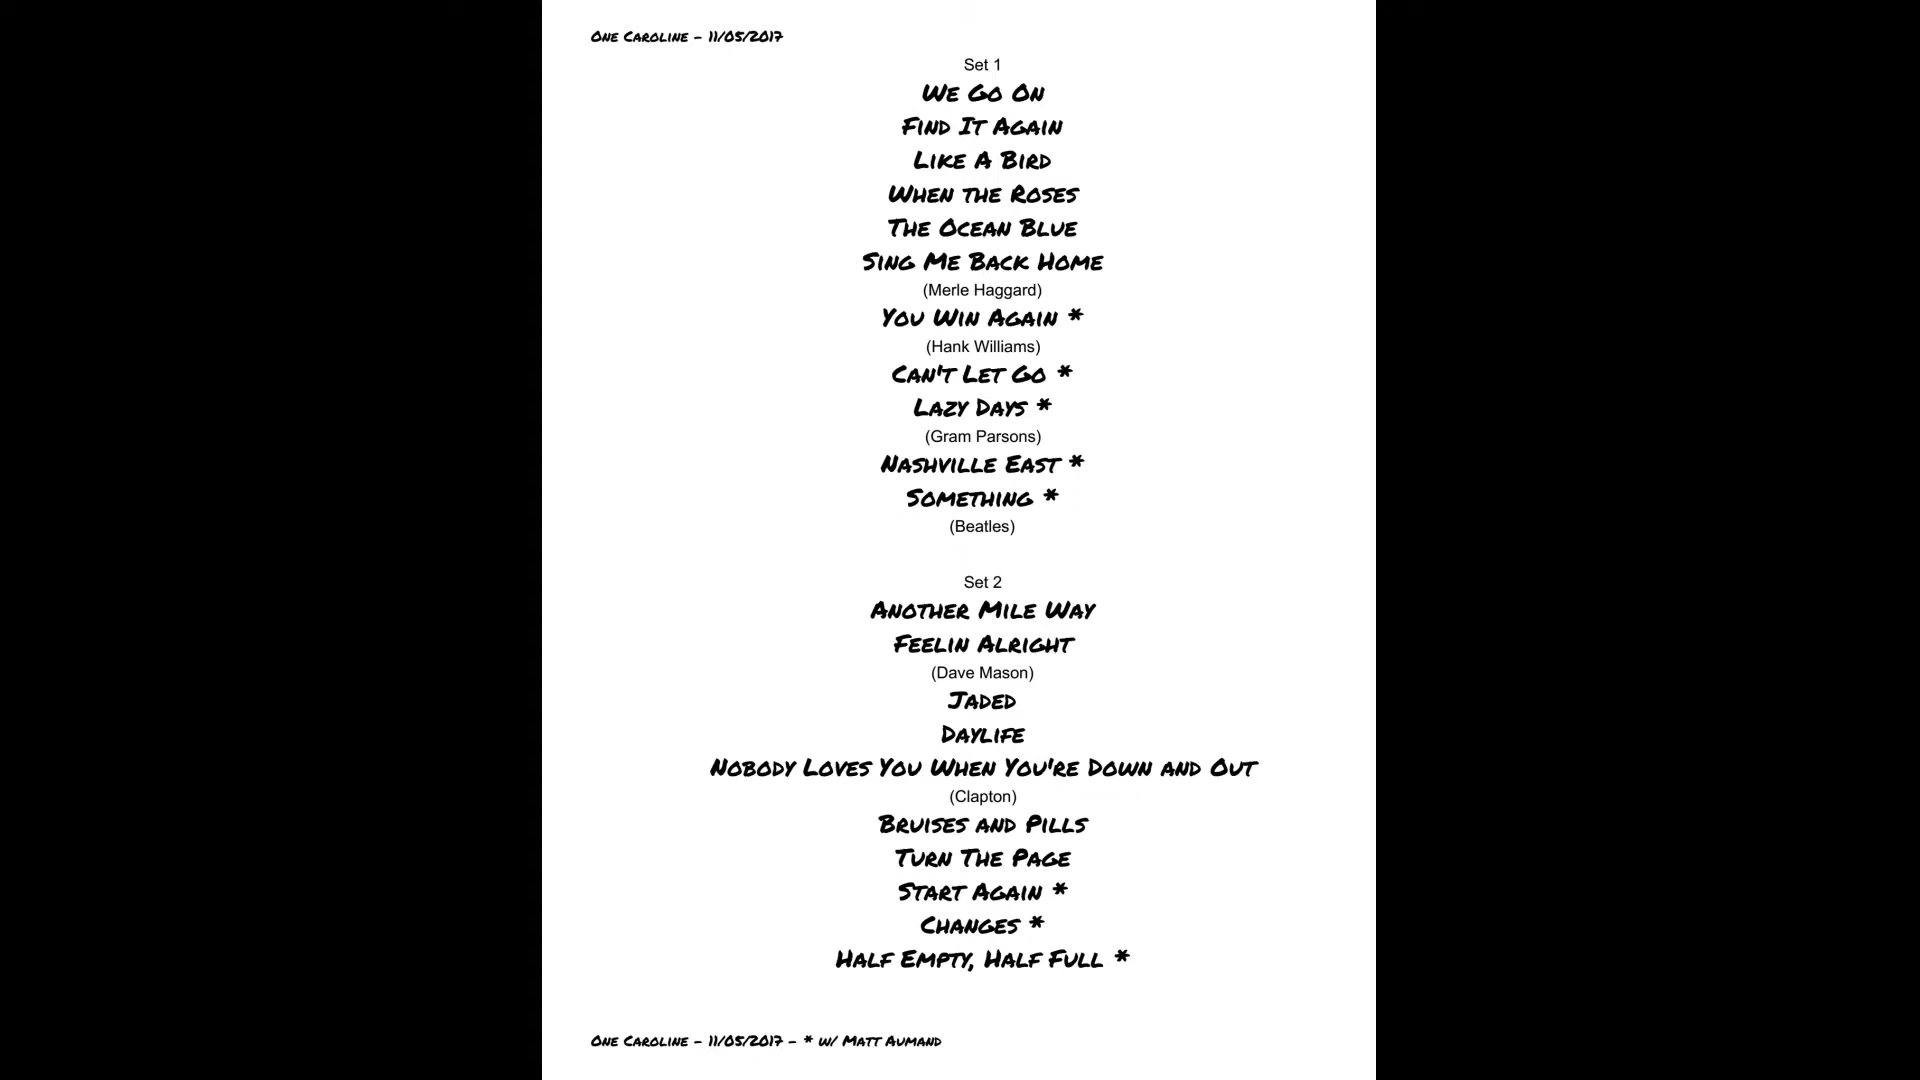 One Caroline - 11/05/2017
Set 1
We Go On
Find It Again
Like A Bird
When the Roses
The Ocean Blue
Sing Me Back Home
(Merle Haggard)
You Win Again *
(Hank Williams)
Can't Let Go *
Lazy Days *
(Gram Parsons)
Nashville East *
Something *
(Beatles)
Set 2
Another Mile Way
Feelin Alright
(Dave Mason)
Jaded
Daylife
Nobody Loves You When You're Down and Out
(Clapton)
Bruises and Pills
Turn The Page
Start Again *
Changes *
Half Empty, Half Full *
One Caroline - 11/05/2017 - * w/ Matt Aumand